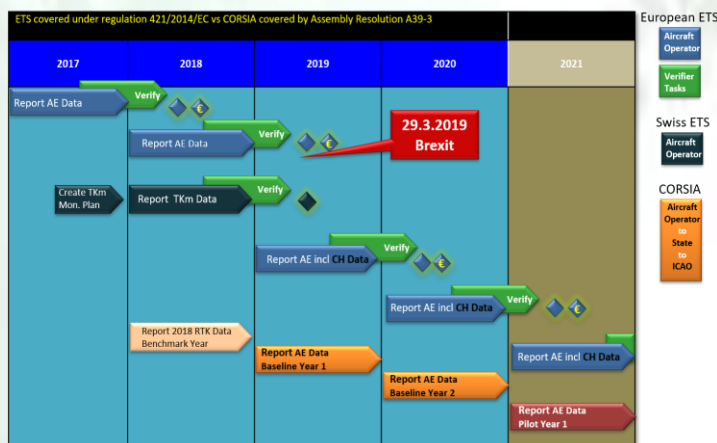 ETS covered under regulation 421/2014/EC vs CORSIA covered by Assembly Resolution A39-3
European ETS
2017
2018
2019
2020
2021
Aircraft
Operator
Verifier
Tasks
Report AE Data
Verify
€
Report AE Data
Verify
€
29.3.2019
Brexit
Swiss ETS
Aircraft
Operator
Create TKm
Mon. Plan
Report TKm Data
Verify
CORSIA
Aircraft
Operator
to
State
to
ICAO
Report AE incl CH Data
Verify
€
Report AE incl CH Data
Verify
€
Report 2018 RTK Data
Benchmark Year
Report AE Data
Baseline Year 1
Report AE incl CH Data
Report AE Data
Baseline Year 2
Report AE Data
Pilot Year 1